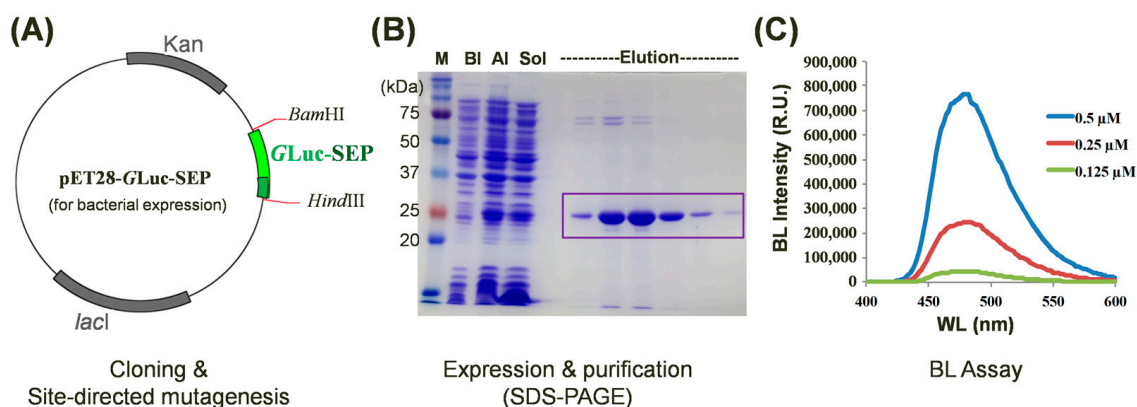 (A)
Kan
BamHI
GLuc-SEP
pET28-GLuc-SEP
(for bacterial expression)
HindIII
lacI
Cloning &
Site-directed mutagenesis
(B)
M BI AI Sol ----------Elution----------
(kDa)
75
50
37
25
20
Expression & purification
(SDS-PAGE)
(C)
BL Intensity (R.U.)
900,000
800,000
700,000
600,000
500,000
400,000
300,000
200,000
100,000
0
0.5 µM
0.25 µM
0.125 µM
400 450 500 550 600
WL (nm)
BL Assay